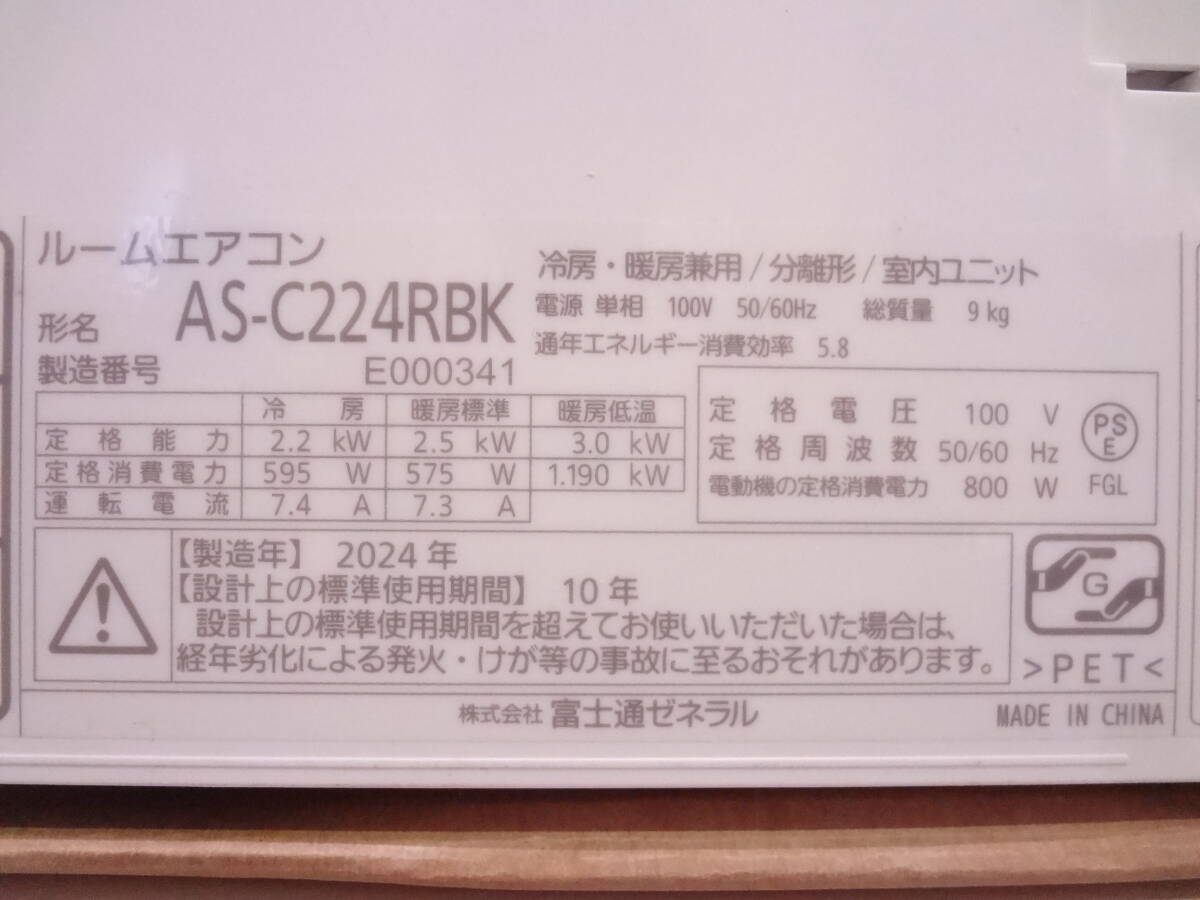 ルームエアコン
形名 AS-C224RBK
製造番号 E000341
冷房・暖房兼用/分離形/室内ユニット
電源 単相 100V 50/60Hz 総質量 9 kg
通年エネルギー消費効率 5.8
冷房 暖房標準 暖房低温
定格能力 2.2 kW 2.5 kW 3.0 kW
定格消費電力 595 W 575 W 1.190 kW
運転電流 7.4 A 7.3 A
定格電圧 100 V
定格周波数 50/60 Hz
電動機の定格消費電力 800 W
PS
E
FGL
【製造年】 2024 年
【設計上の標準使用期間】 10 年
設計上の標準使用期間を超えてお使いいただいた場合は、
経年劣化による発火・けが等の事故に至るおそれがあります。
G
>PET<
株式会社 富士通ゼネラル
MADE IN CHINA